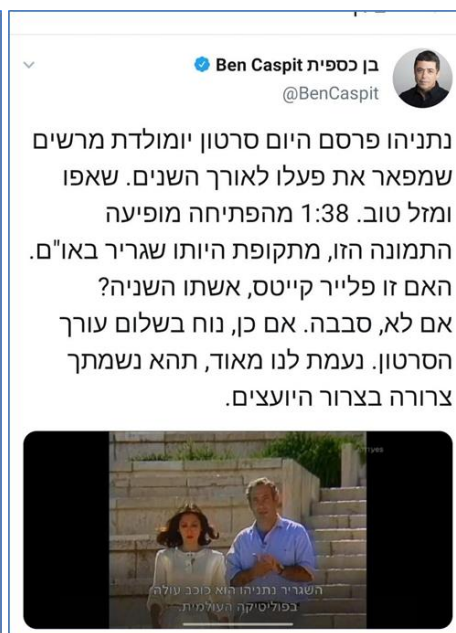 בן כספית Ben Caspit
@BenCaspit
נתניהו פרסם היום סרטון יומולדת מרשים
שמפאר את פעלו לאורך השנים. שאפו
ומזל טוב. 1:38 מהפתיחה מופיעה
התמונה הזו, מתקופת היותו שגריר באו"ם.
האם זו פלייר קייטס, אשתו השניה?
אם לא, סבבה. אם כן, נוח בשלום עורך
הסרטון. נעמת לנו מאוד, תהא נשמתך
צרורה בצרור היועצים.
השגריר נתניהו הוא כוכב עולה
בפוליטיקה העולמית.